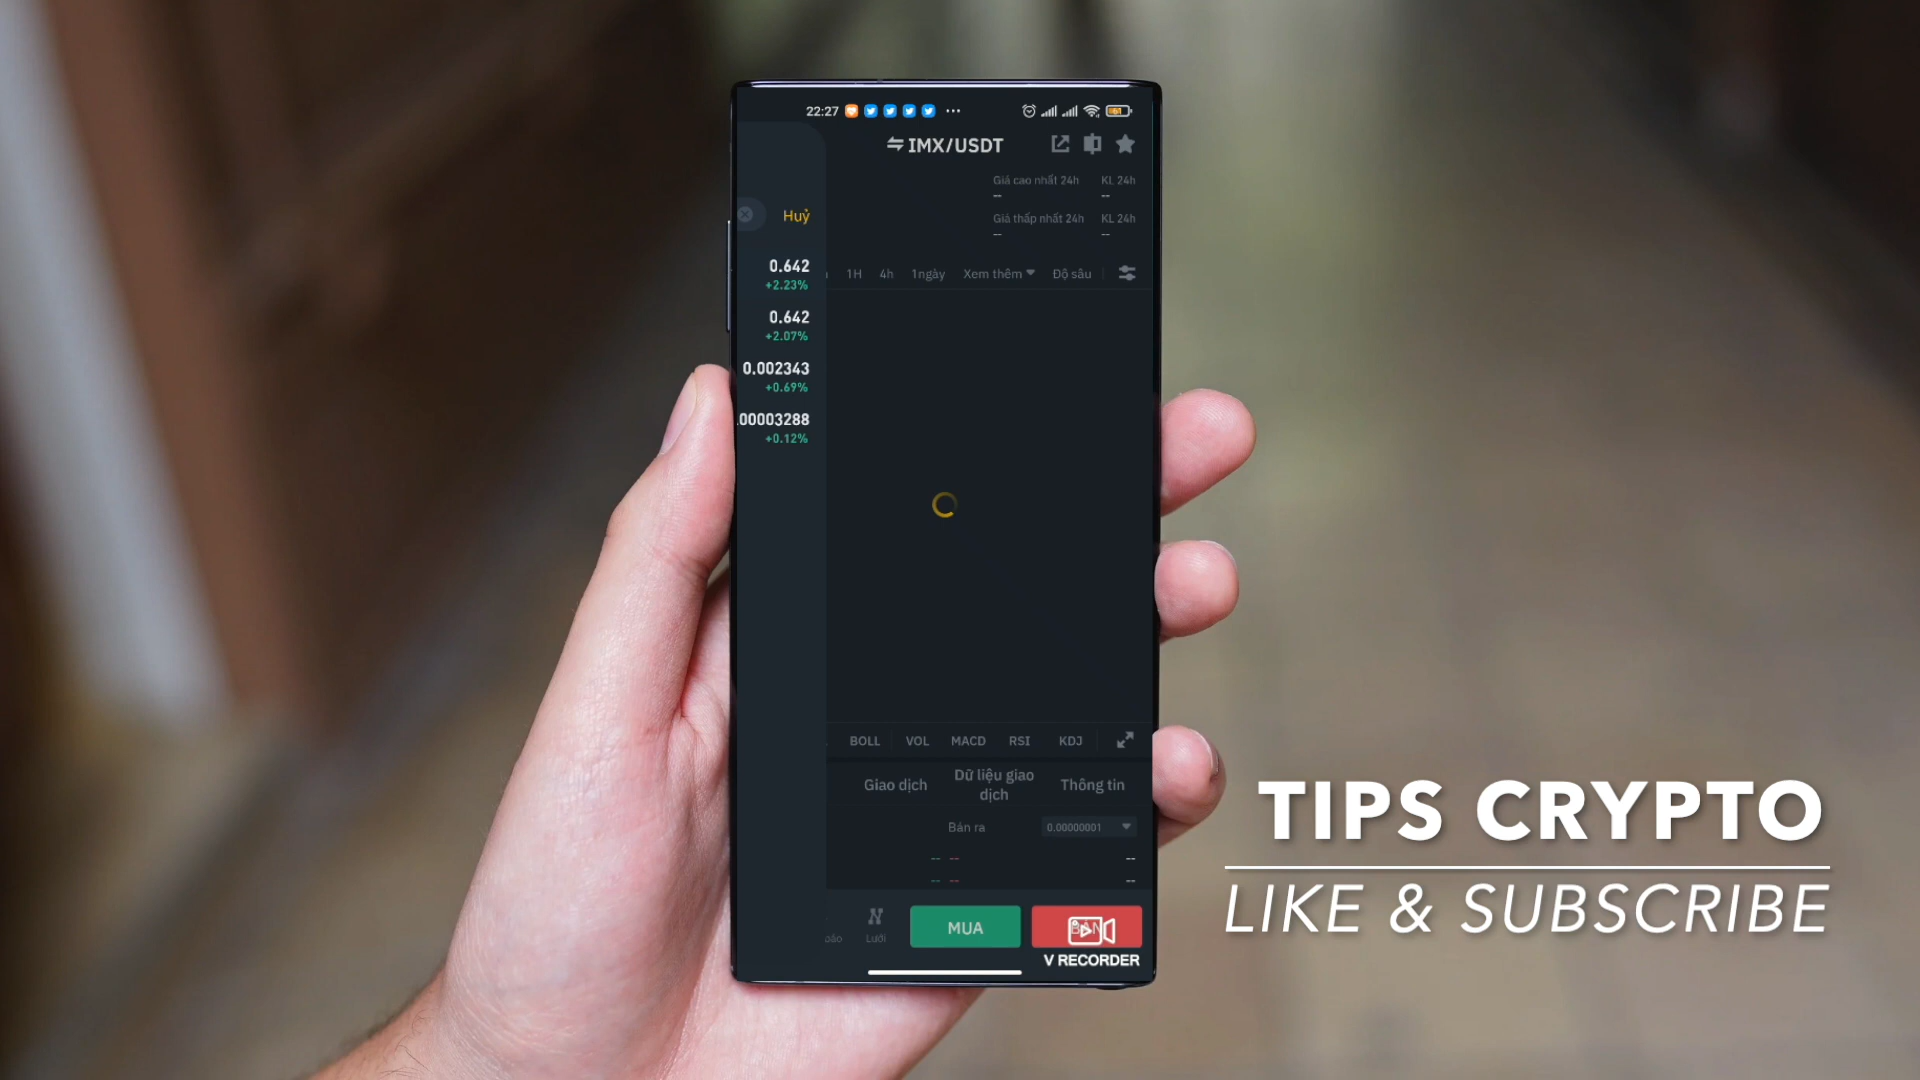 22:27
IMX/USDT
Giá cao nhất 24h KL 24h
-- --
Giá thấp nhất 24h KL 24h
-- --
Huỷ
0.642
+2.23%
0.642
+2.07%
0.002343
+0.69%
.00003288
+0.12%
1H 4h 1ngày Xem thêm Độ sâu
BOLL VOL MACD RSI KDJ
Giao dịch Dữ liệu giao dịch Thông tin
Bán ra 0.00000001
-- -- --
-- -- --
Lưới MUA BÁN
V RECORDER
TIPS CRYPTO
LIKE & SUBSCRIBE